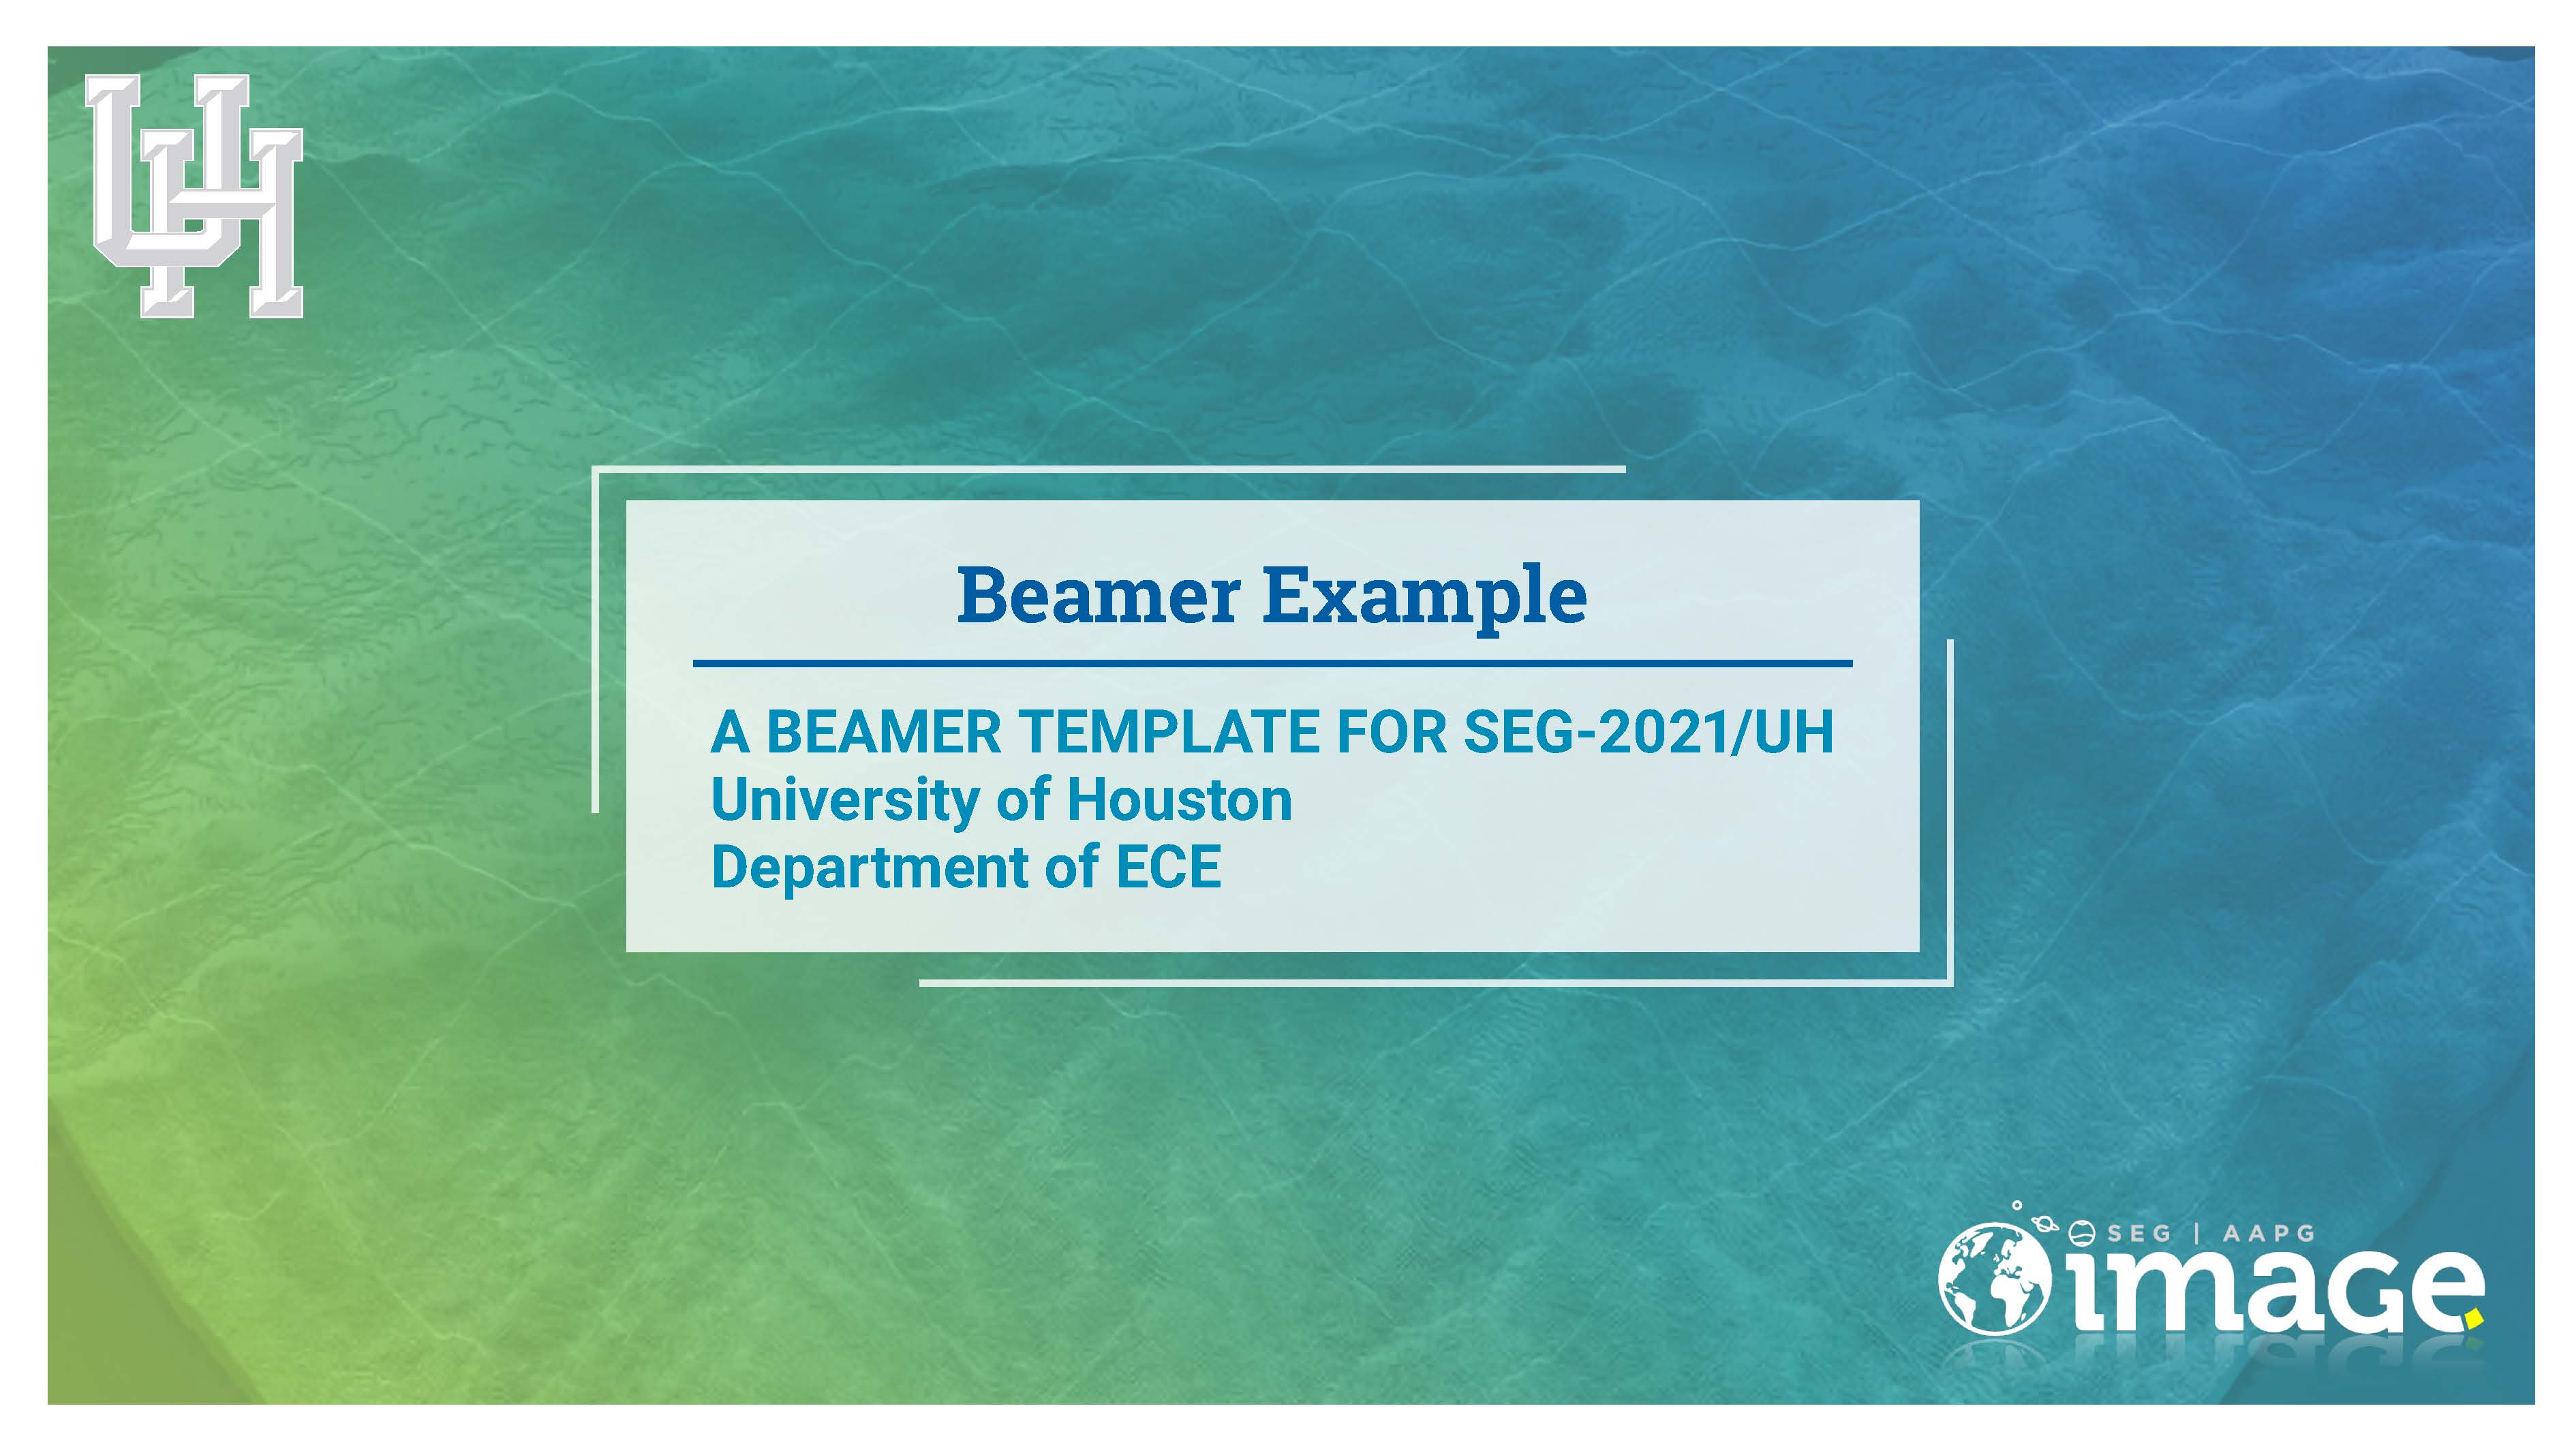 UH
Beamer Example
A BEAMER TEMPLATE FOR SEG-2021/UH
University of Houston
Department of ECE
SEG | AAPG
image